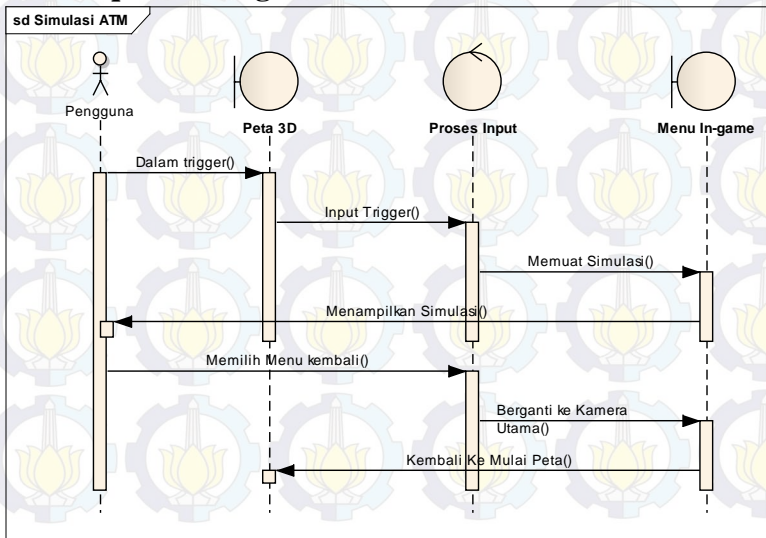 sd Simulasi ATM
Pengguna
Peta 3D
Proses Input
Menu In-game
Dalam trigger()
Input Trigger()
Memuat Simulasi()
Menampilkan Simulasi()
Memilih Menu kembali()
Berganti ke Kamera
Utama()
Kembali Ke Mulai Peta()